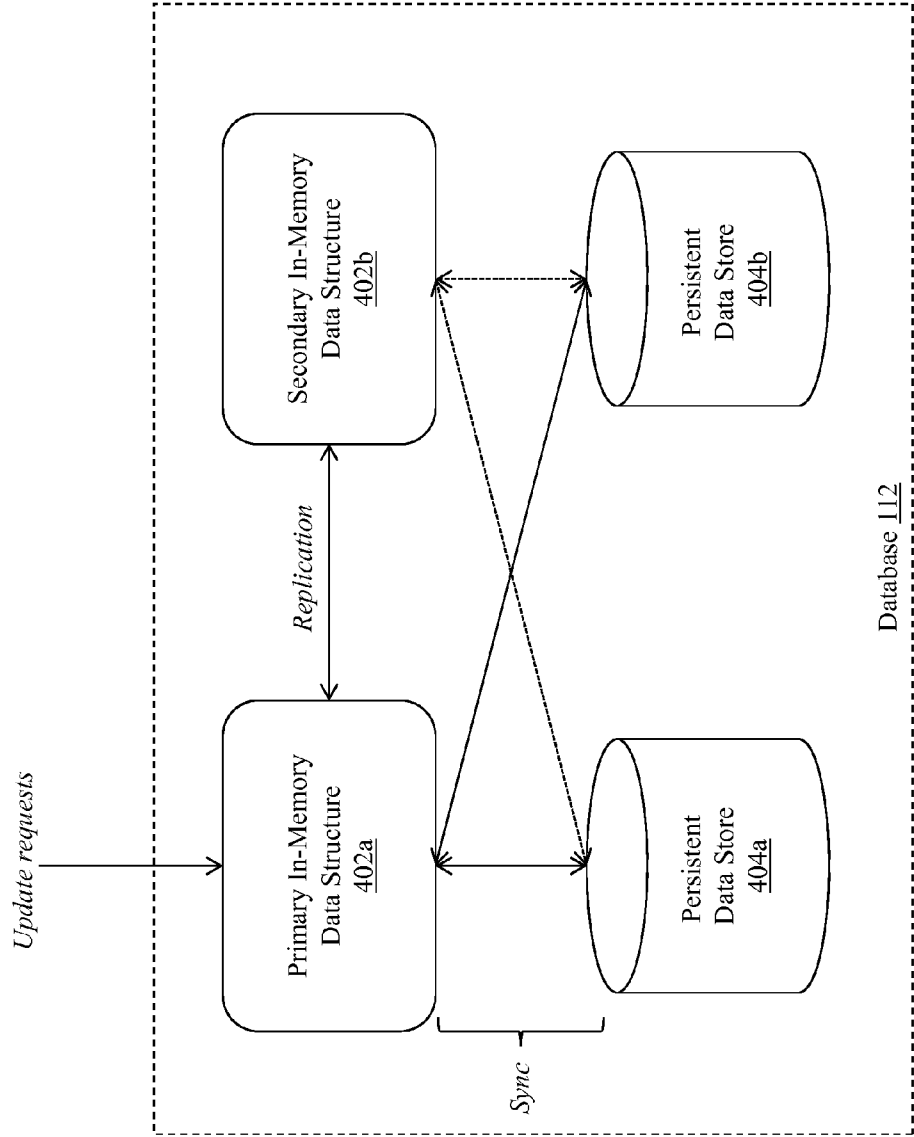 Update requests
Primary In-Memory
Data Structure
402a
Replication
Secondary In-Memory
Data Structure
402b
Sync
Persistent
Data Store
404a
Persistent
Data Store
404b
Database 112